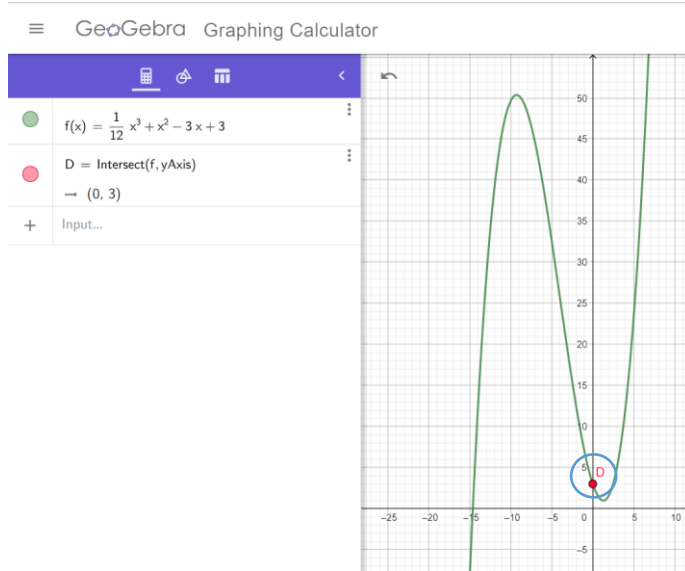 GeoGebra Graphing Calculator
f(x) = 1/12 x³ + x² − 3 x + 3
D = Intersect(f, yAxis)
→ (0, 3)
+ Input...
50
45
40
35
30
25
20
15
10
5
D
−25 −20 −15 −10 −5 0 5 10
−5